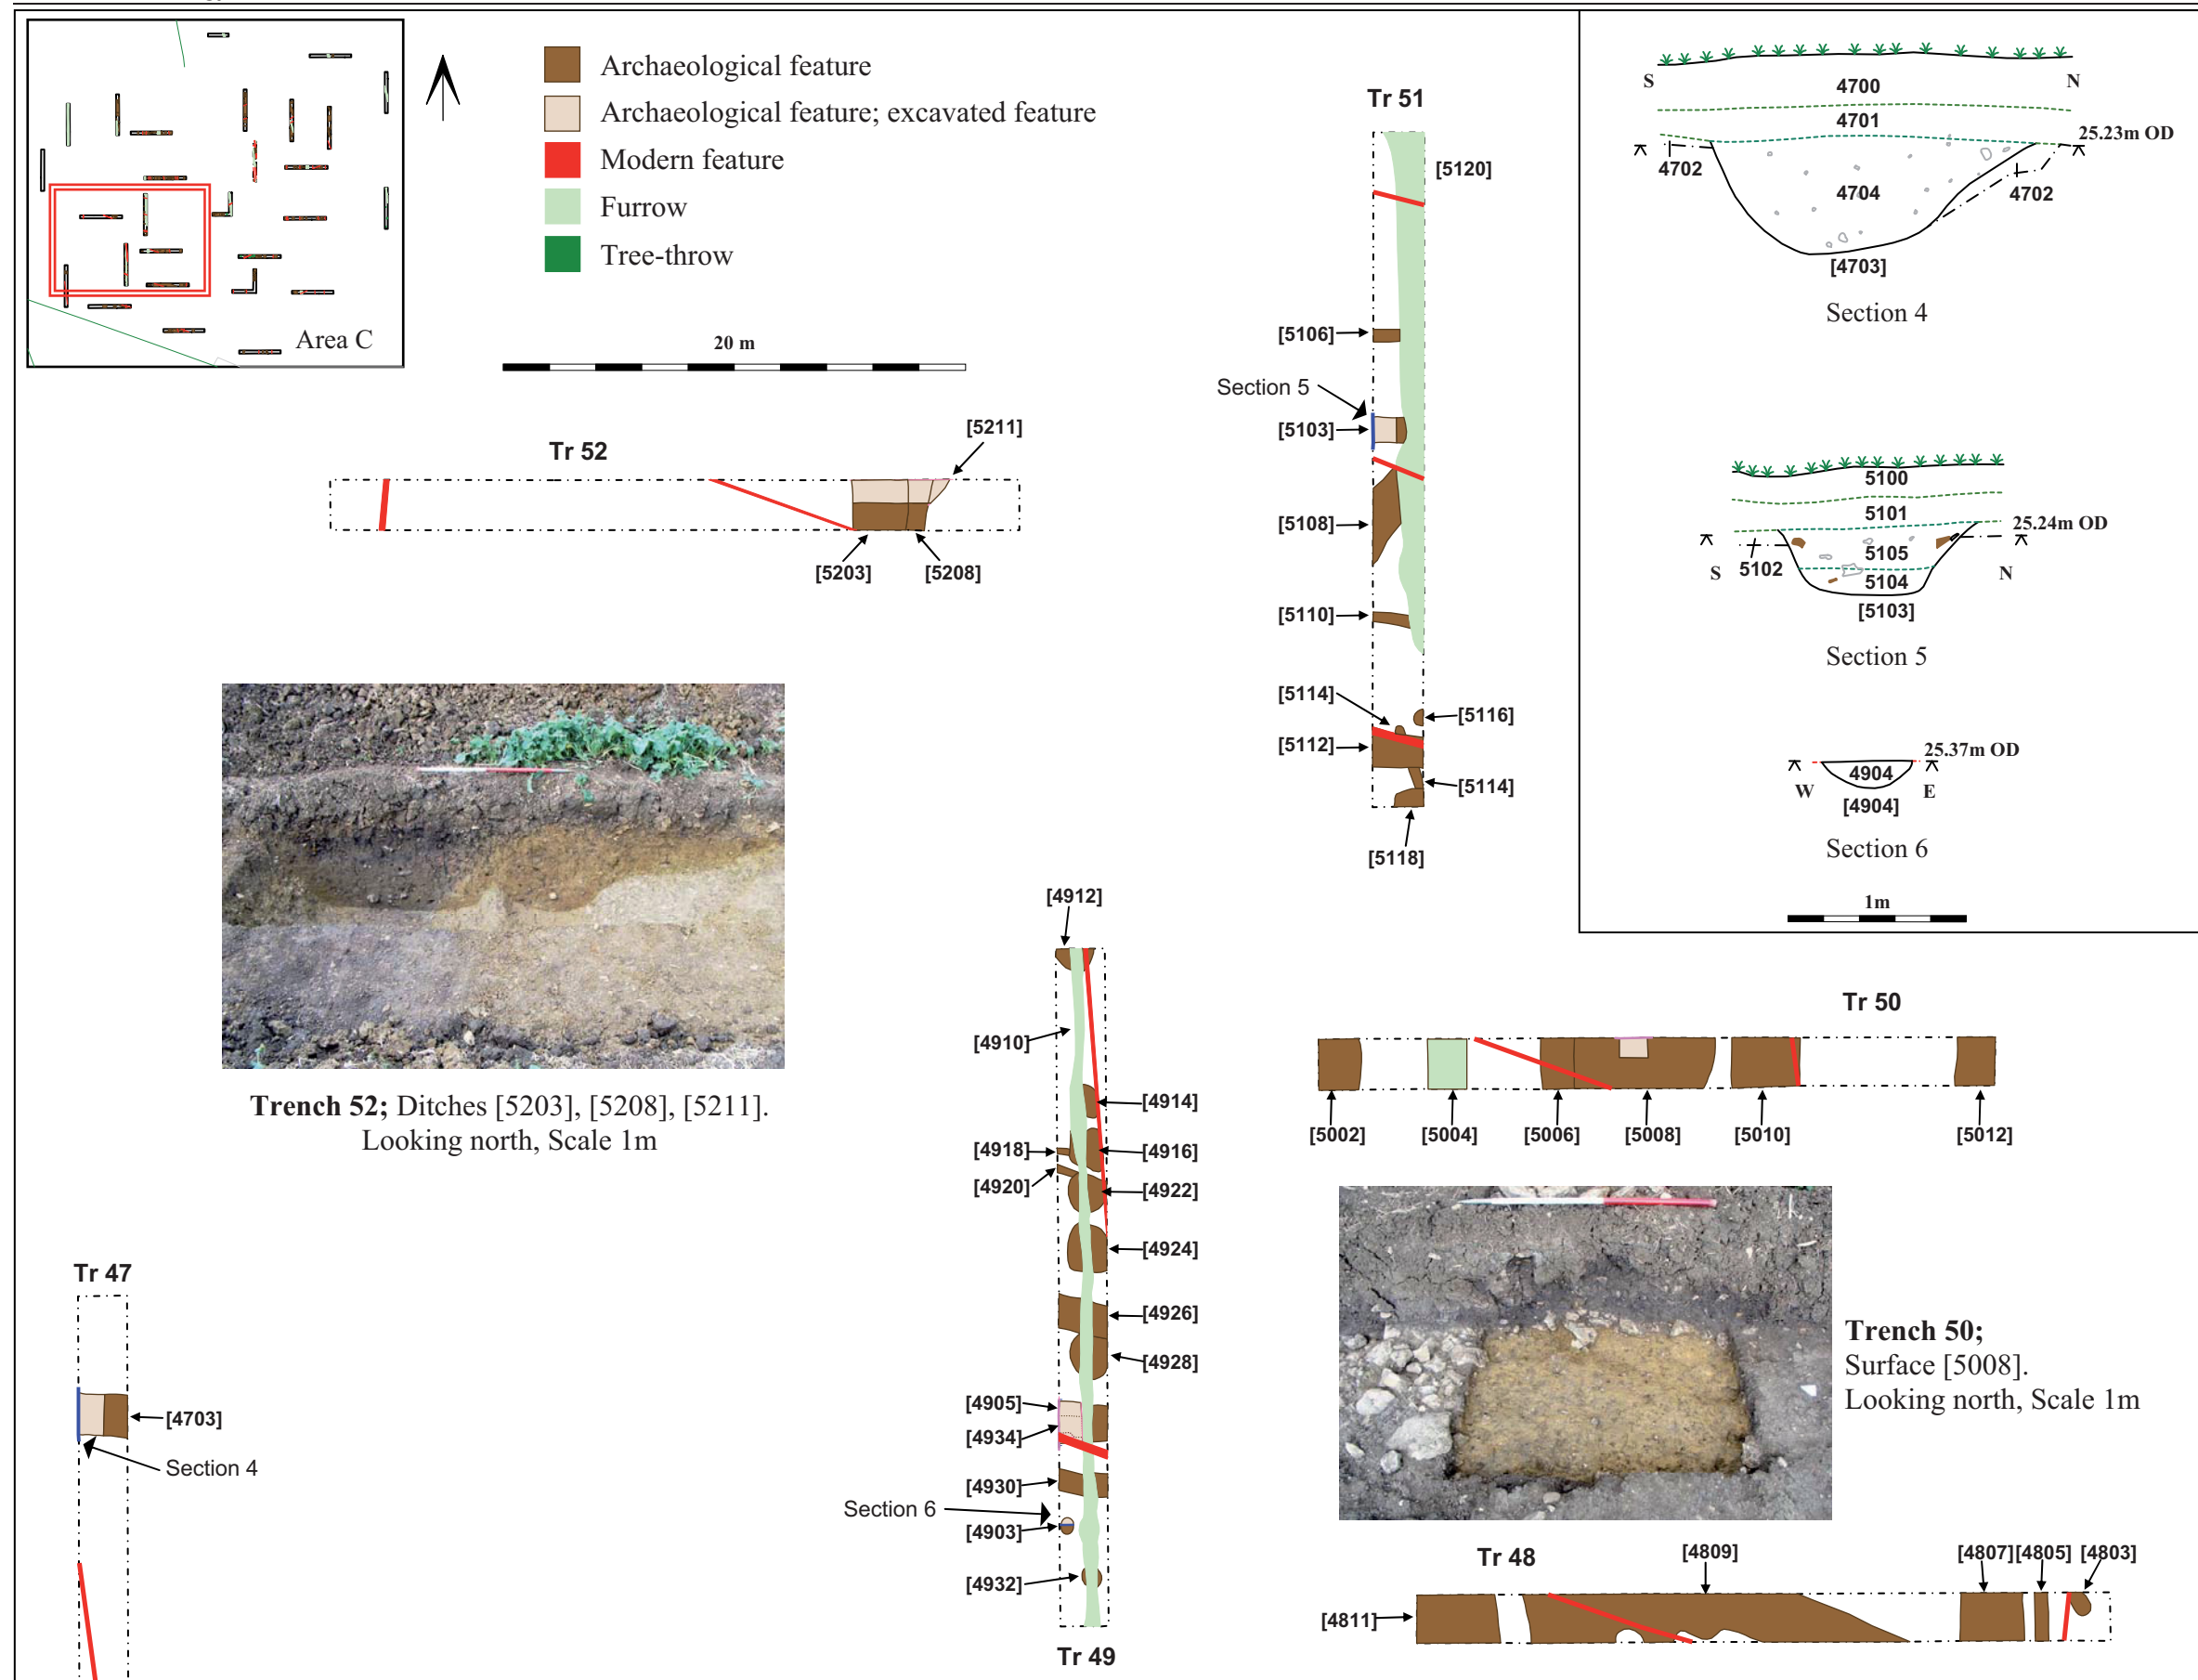 Area C
Archaeological feature
Archaeological feature; excavated feature
Modern feature
Furrow
Tree-throw
20 m
Tr 52
[5211]
[5203]
[5208]
Trench 52; Ditches [5203], [5208], [5211].
Looking north, Scale 1m
Tr 47
[4703]
Section 4
Tr 51
[5120]
[5106]
Section 5
[5103]
[5108]
[5110]
[5114]
[5116]
[5112]
[5114]
[5118]
[4912]
[4910]
[4914]
[4918]
[4916]
[4920]
[4922]
[4924]
[4926]
[4928]
[4905]
[4934]
[4930]
Section 6
[4903]
[4932]
Tr 49
S
N
4700
4701
25.23m OD
4702
4704
4702
[4703]
Section 4
5100
5101
25.24m OD
5105
S
5102
5104
N
[5103]
Section 5
25.37m OD
4904
W
[4904]
E
Section 6
1m
Tr 50
[5002]
[5004]
[5006]
[5008]
[5010]
[5012]
Trench 50;
Surface [5008].
Looking north, Scale 1m
Tr 48
[4809]
[4807]
[4805]
[4803]
[4811]